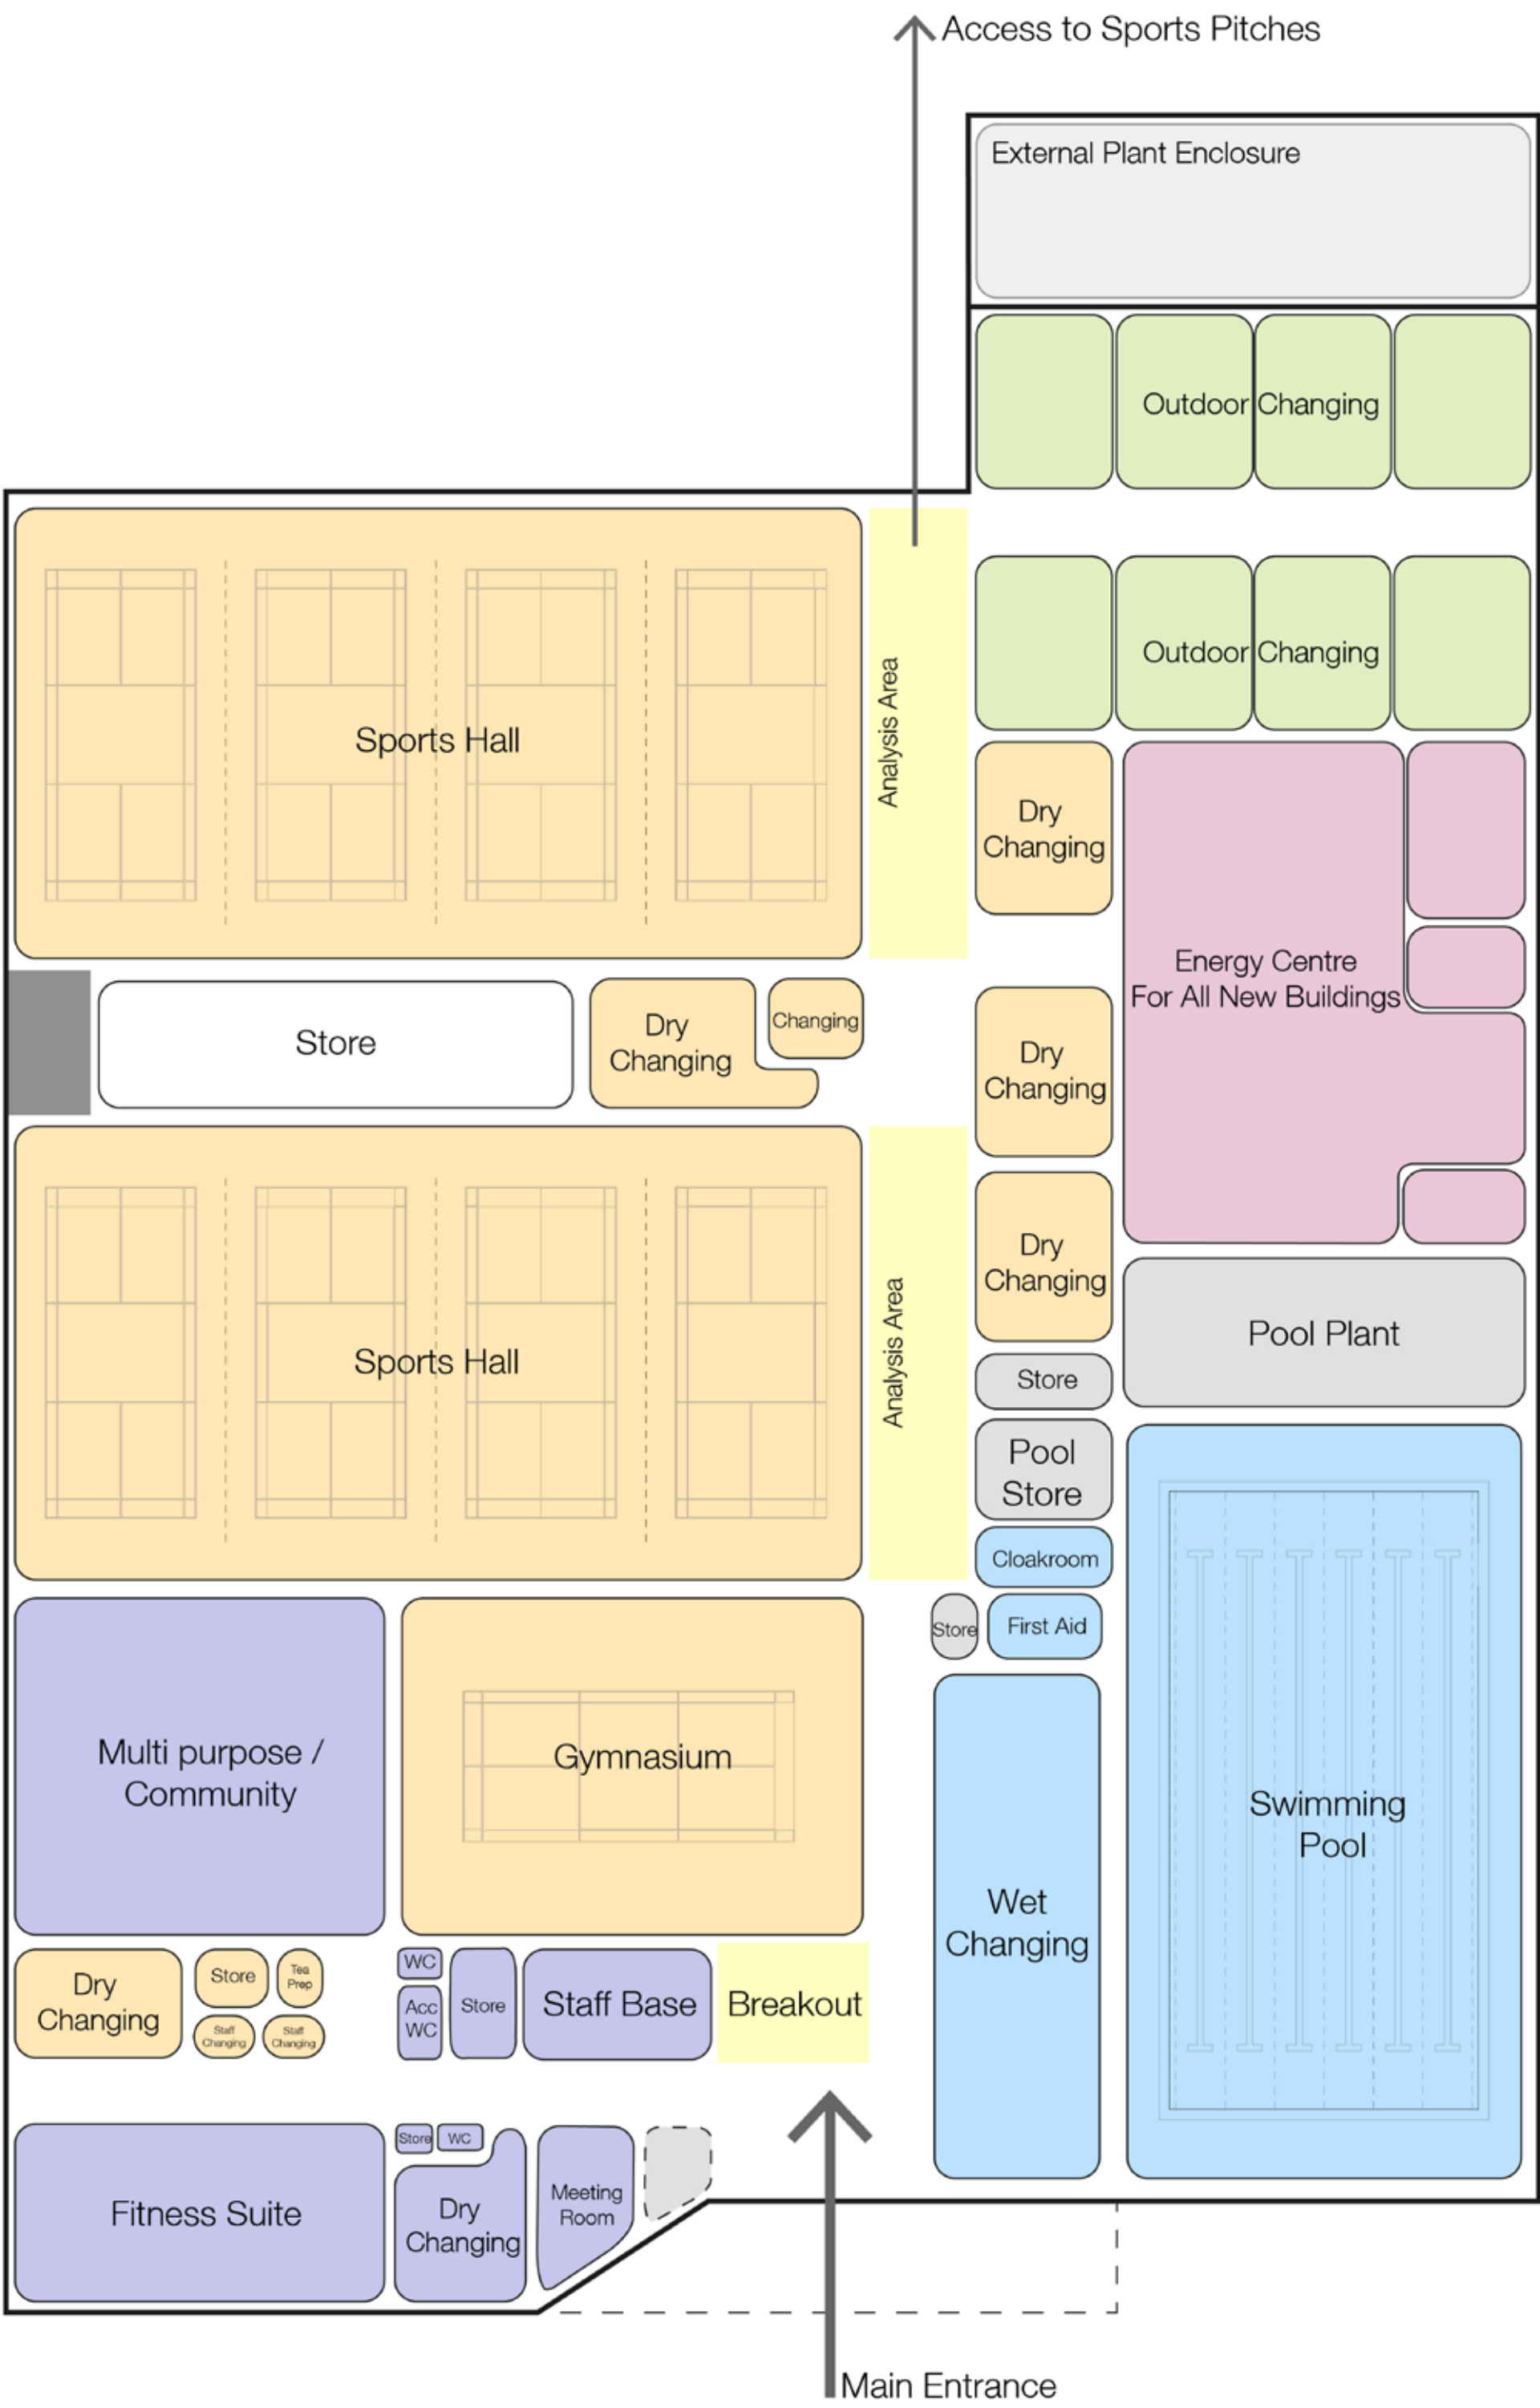 Access to Sports Pitches
External Plant Enclosure
Outdoor Changing
Outdoor Changing
Sports Hall
Analysis Area
Dry
Changing
Energy Centre
For All New Buildings
Store
Dry
Changing
Changing
Dry
Changing
Sports Hall
Analysis Area
Dry
Changing
Pool Plant
Store
Pool
Store
Cloakroom
Store
First Aid
Multi purpose /
Community
Gymnasium
Swimming
Pool
Wet
Changing
Dry
Changing
Store
Tea
Prep
Staff
Changing
Staff
Changing
WC
Acc
WC
Store
Staff Base
Breakout
Fitness Suite
Store
WC
Dry
Changing
Meeting
Room
Main Entrance